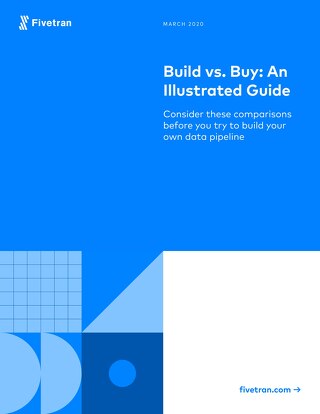 Fivetran
MARCH 2020
Build vs. Buy: An
Illustrated Guide
Consider these comparisons
before you try to build your
own data pipeline
fivetran.com →